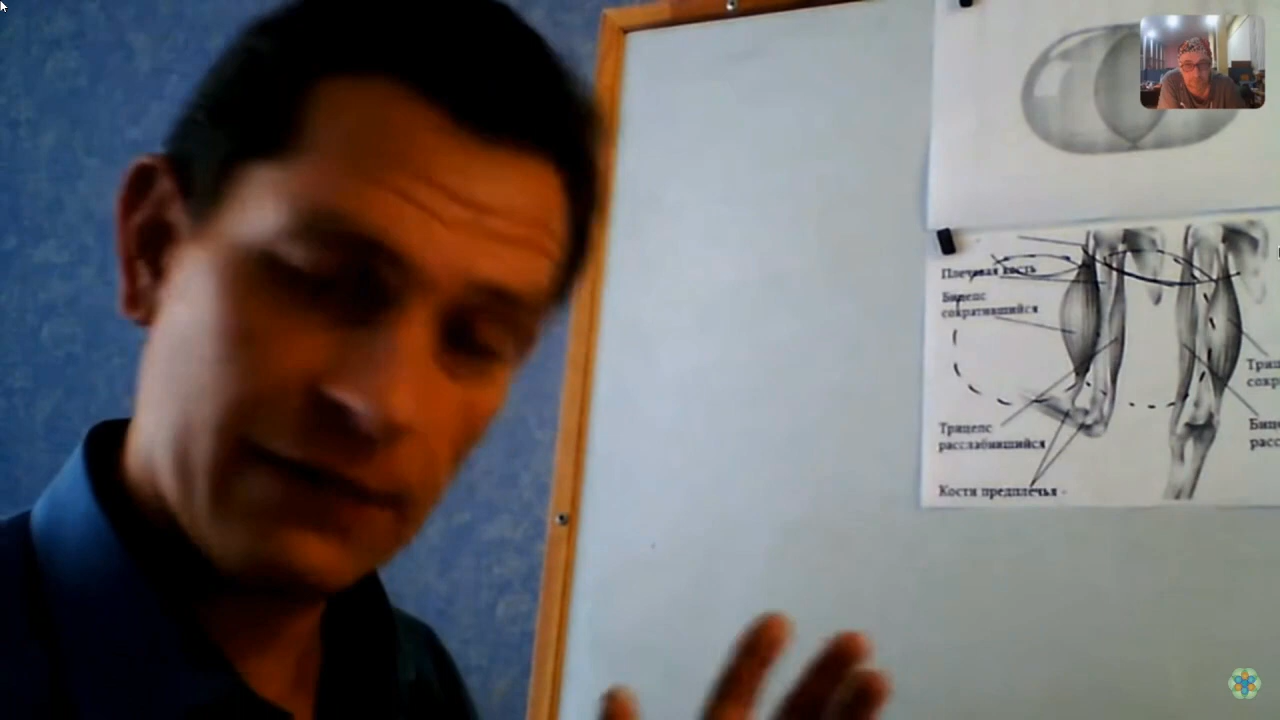 Плечевая кость
Бицепс
сократившийся
Трицепс
расслабившийся
Кости предплечья -